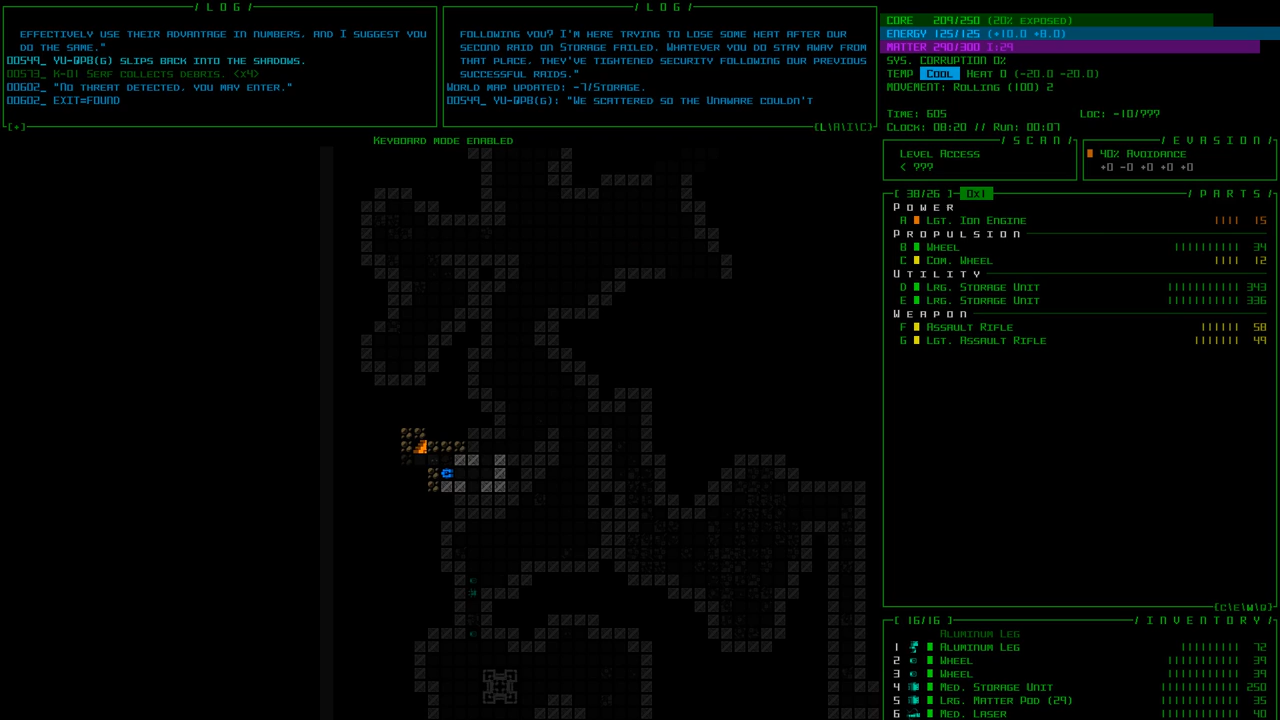 / L O G /
EFFECTIVELY USE THEIR ADVANTAGE IN NUMBERS, AND I SUGGEST YOU
DO THE SAME."
00549_ YU-QPB(G) SLIPS BACK INTO THE SHADOWS.
00573_ K-01 SERF COLLECTS DEBRIS. <X4>
00602_ "NO THREAT DETECTED, YOU MAY ENTER."
00602_ EXIT=FOUND
[+]
/ L O G /
FOLLOWING YOU? I'M HERE TRYING TO LOSE SOME HEAT AFTER OUR
SECOND RAID ON STORAGE FAILED. WHATEVER YOU DO STAY AWAY FROM
THAT PLACE. THEY'VE TIGHTENED SECURITY FOLLOWING OUR PREVIOUS
SUCCESSFUL RAIDS."
WORLD MAP UPDATED: -7/STORAGE.
00549_ YU-QPB(G): "WE SCATTERED SO THE UNAWARE COULDN'T
[L\A\I\C]
KEYBOARD MODE ENABLED
CORE 209/250 (20% EXPOSED)
ENERGY 125/125 (+10.0 +8.0)
MATTER 290/300 I:29
SYS. CORRUPTION 0%
TEMP COOL HEAT 0 (-20.0 -20.0)
MOVEMENT: ROLLING (100) 2
TIME: 605 LOC: -10/???
CLOCK: 08:20 // RUN: 00:07
/ S C A N /
LEVEL ACCESS
< ???
/ E V A S I O N /
40% AVOIDANCE
+0 -0 +0 +0 +0
[ 38/26 ] 0X1 / P A R T S /
P O W E R
A LGT. ION ENGINE 15
P R O P U L S I O N
B WHEEL 34
C COM. WHEEL 12
U T I L I T Y
D LRG. STORAGE UNIT 343
E LRG. STORAGE UNIT 336
W E A P O N
F ASSAULT RIFLE 58
G LGT. ASSAULT RIFLE 49
[C\E\W\Q]
[ 16/16 ] / I N V E N T O R Y /
ALUMINUM LEG
1 ALUMINUM LEG 72
2 WHEEL 39
3 WHEEL 39
4 MED. STORAGE UNIT 250
5 LRG. MATTER POD (29) 35
6 MED. LASER 40